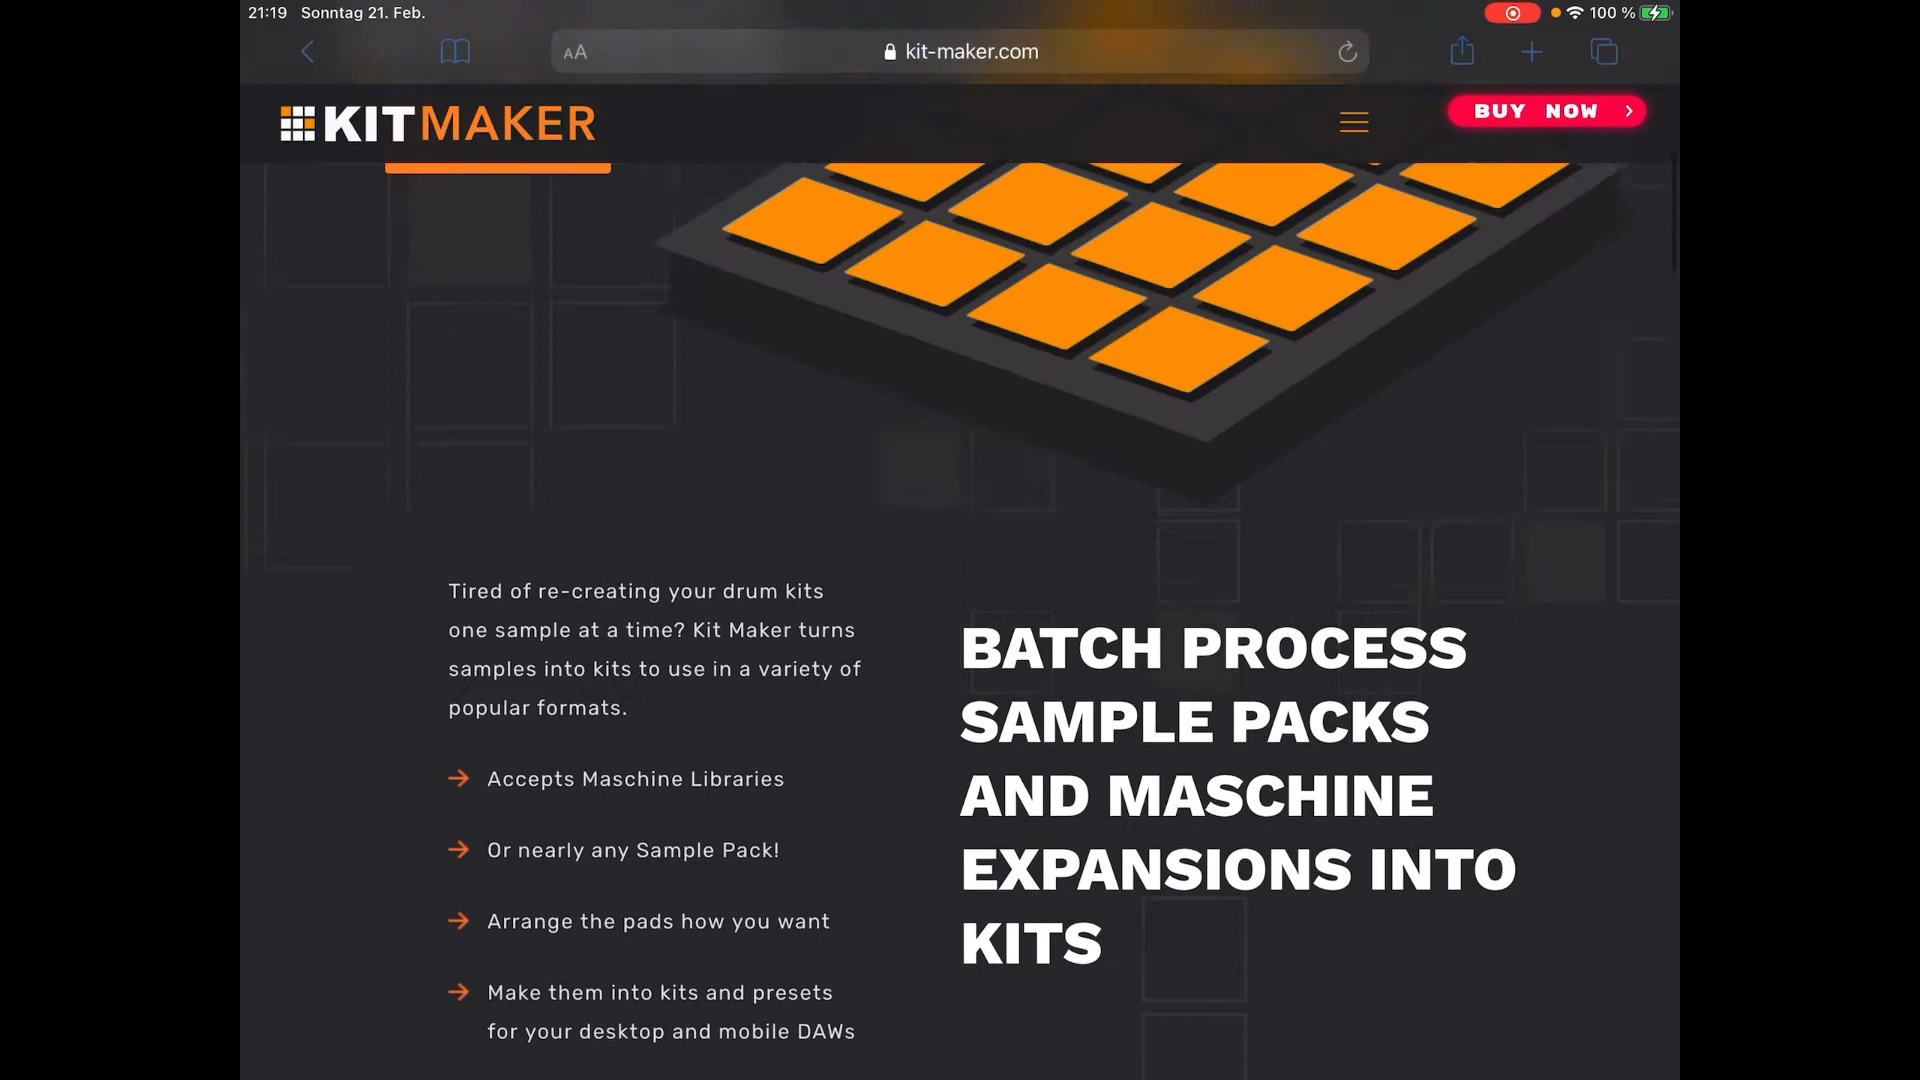 21:19 Sonntag 21. Feb.
100 %
AA
kit-maker.com
KITMAKER
BUY NOW
Tired of re-creating your drum kits
one sample at a time? Kit Maker turns
samples into kits to use in a variety of
popular formats.
Accepts Maschine Libraries
Or nearly any Sample Pack!
Arrange the pads how you want
Make them into kits and presets
for your desktop and mobile DAWs
BATCH PROCESS
SAMPLE PACKS
AND MASCHINE
EXPANSIONS INTO
KITS